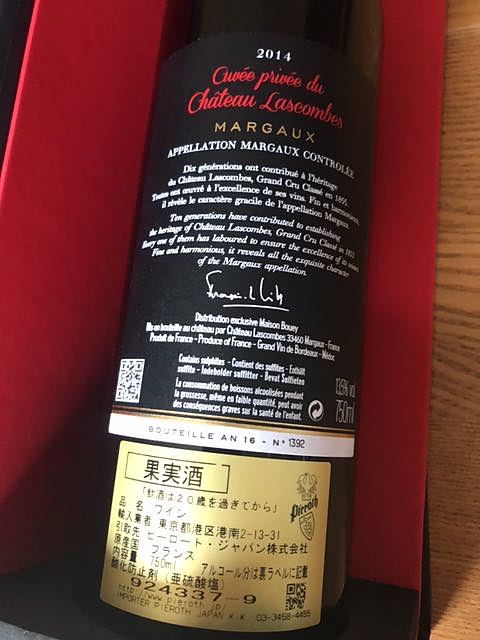 2014
Cuvée privée du
Château Lascombes
MARGAUX
APPELLATION MARGAUX CONTROLÉE
Dix générations ont contribué à l'héritage
du Château Lascombes, Grand Cru Classé en 1855.
Toutes ont œuvré à l'excellence de ses vins. Fin et harmonieux,
il révèle le caractère gracile de l'appellation Margaux.
Ten generations have contributed to establishing
the heritage of Château Lascombes, Grand Cru Classé in 1855
Every one of them has laboured to ensure the excellence of its wines
Fine and harmonious, it reveals all the exquisite character
of the Margaux appellation
Distribution exclusive Maison Bouey
Mis en bouteille au château par Château Lascombes 33460 Margaux - France
Produit de France - Produce of France - Grand Vin de Bordeaux - Médoc
Contains sulphites - Contient des sulfites - Enthält
sulfite - Indeholder sulfitter - Bevat Sulfieten
La consommation de boissons alcoolisées pendant
la grossesse, même en faible quantité, peut avoir
des conséquences graves sur la santé de l'enfant.
13.5% vol.
750ml
BOUTEILLE AN 16 - N° 1392
果実酒
Pieroth
「飲酒は20歳を過ぎてから」
品名 ワイン
輸入業者 東京都港区港南2-13-31
引取先 ピーロート・ジャパン株式会社
原産国 フランス
内容量 750ml アルコール分は裏ラベルに記載
酸化防止剤(亜硫酸塩)
924337-9
http://www.pieroth.jp/
IMPORTER PIEROTH JAPAN K.K
03-3458-4455